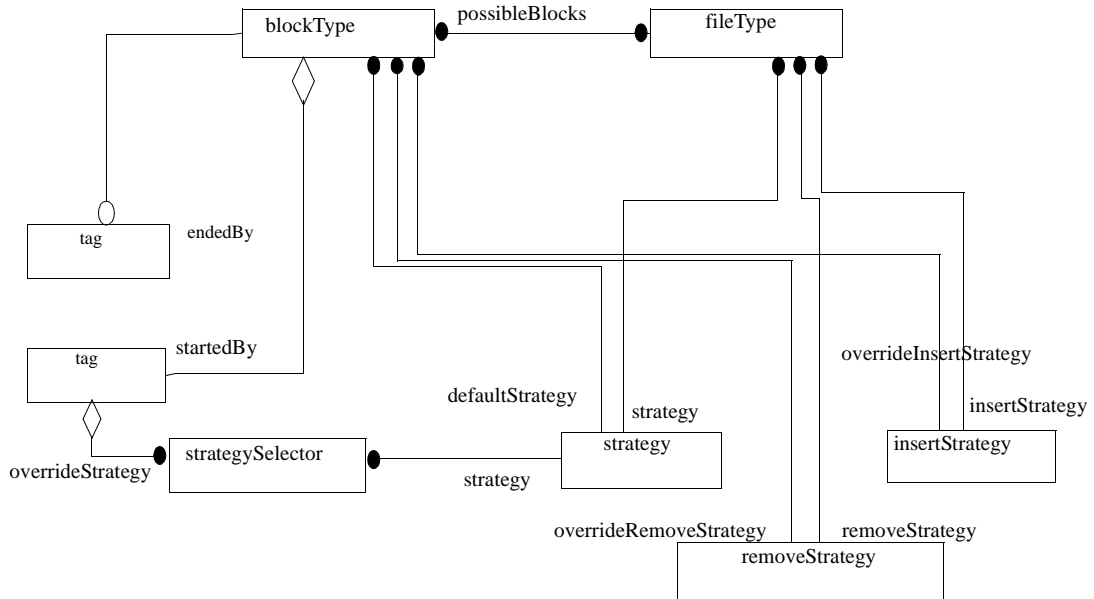 possibleBlocks
blockType
fileType
tag
endedBy
tag
startedBy
overrideInsertStrategy
defaultStrategy
strategy
insertStrategy
strategySelector
strategy
insertStrategy
overrideStrategy
strategy
overrideRemoveStrategy
removeStrategy
removeStrategy